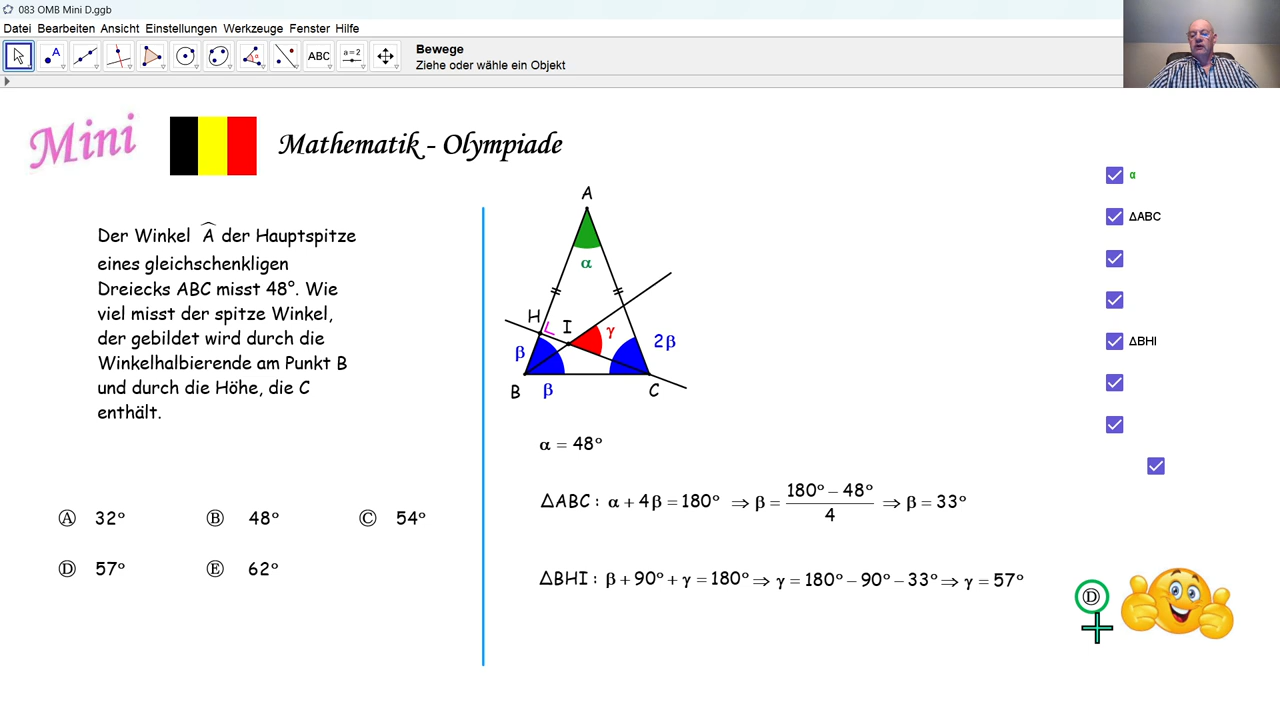 083 OMB Mini D.ggb
Datei Bearbeiten Ansicht Einstellungen Werkzeuge Fenster Hilfe
A
ABC
a=2
Bewege
Ziehe oder wähle ein Objekt
Mini
Mathematik - Olympiade
Der Winkel Â der Hauptspitze
eines gleichschenkligen
Dreiecks ABC misst 48°. Wie
viel misst der spitze Winkel,
der gebildet wird durch die
Winkelhalbierende am Punkt B
und durch die Höhe, die C
enthält.
Ⓐ 32° Ⓑ 48° Ⓒ 54°
Ⓓ 57° Ⓔ 62°
A
α
H
I
γ
β
2β
B
β
C
α = 48°
ΔABC : α + 4β = 180° ⇒ β = (180° − 48°)/4 ⇒ β = 33°
ΔBHI : β + 90° + γ = 180° ⇒ γ = 180° − 90° − 33° ⇒ γ = 57°
α
ΔABC
ΔBHI
Ⓓ